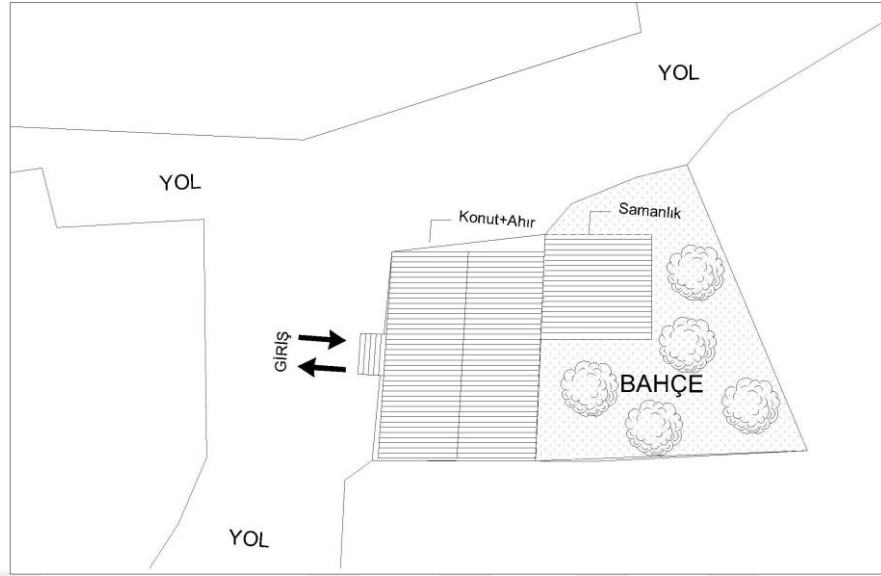 YOL
YOL
Konut+Ahır
Samanlık
GİRİŞ
BAHÇE
YOL